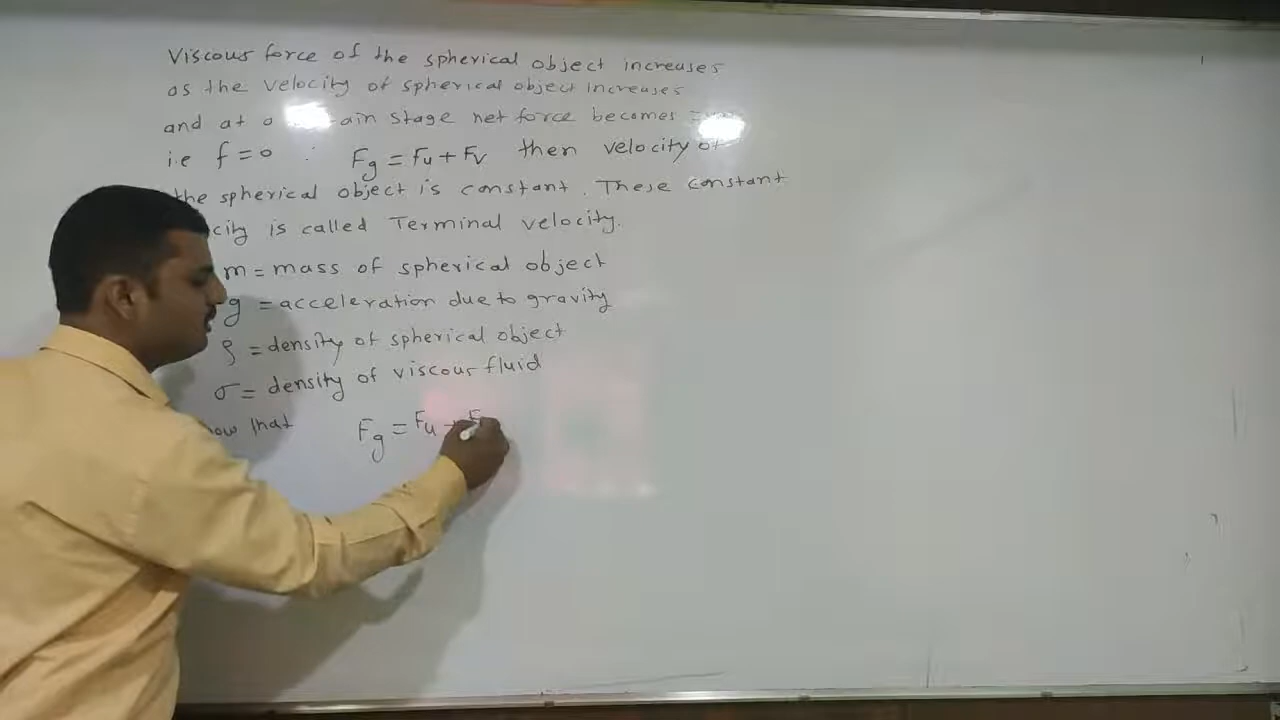 Viscous force of the spherical object increases
as the velocity of spherical object increases
and at a stage net force becomes
i.e f = 0 ∴ Fg = Fu + Fv then velocity of
the spherical object is constant. These constant
is called Terminal velocity.
m = mass of spherical object
g = acceleration due to gravity
ρ = density of spherical object
σ = density of viscour fluid
that Fg = Fu +